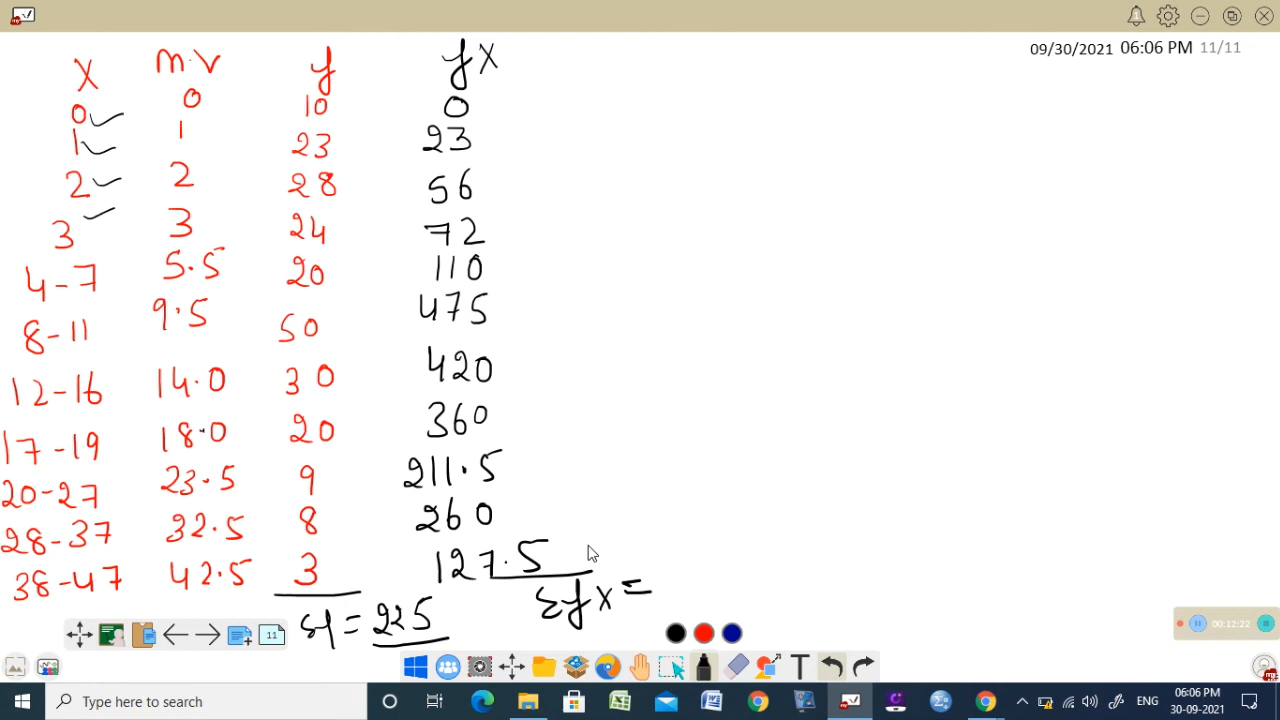 09/30/2021 06:06 PM 11/11
X m.v f fx
0 0 10 0
1 1 23 23
2 2 28 56
3 3 24 72
4-7 5.5 20 110
8-11 9.5 50 475
12-16 14.0 30 420
17-19 18.0 20 360
20-27 23.5 9 211.5
28-37 32.5 8 260
38-47 42.5 3 127.5
Σf = 225 Σfx =
00:12:22
11
T
Type here to search
ENG
06:06 PM
30-09-2021